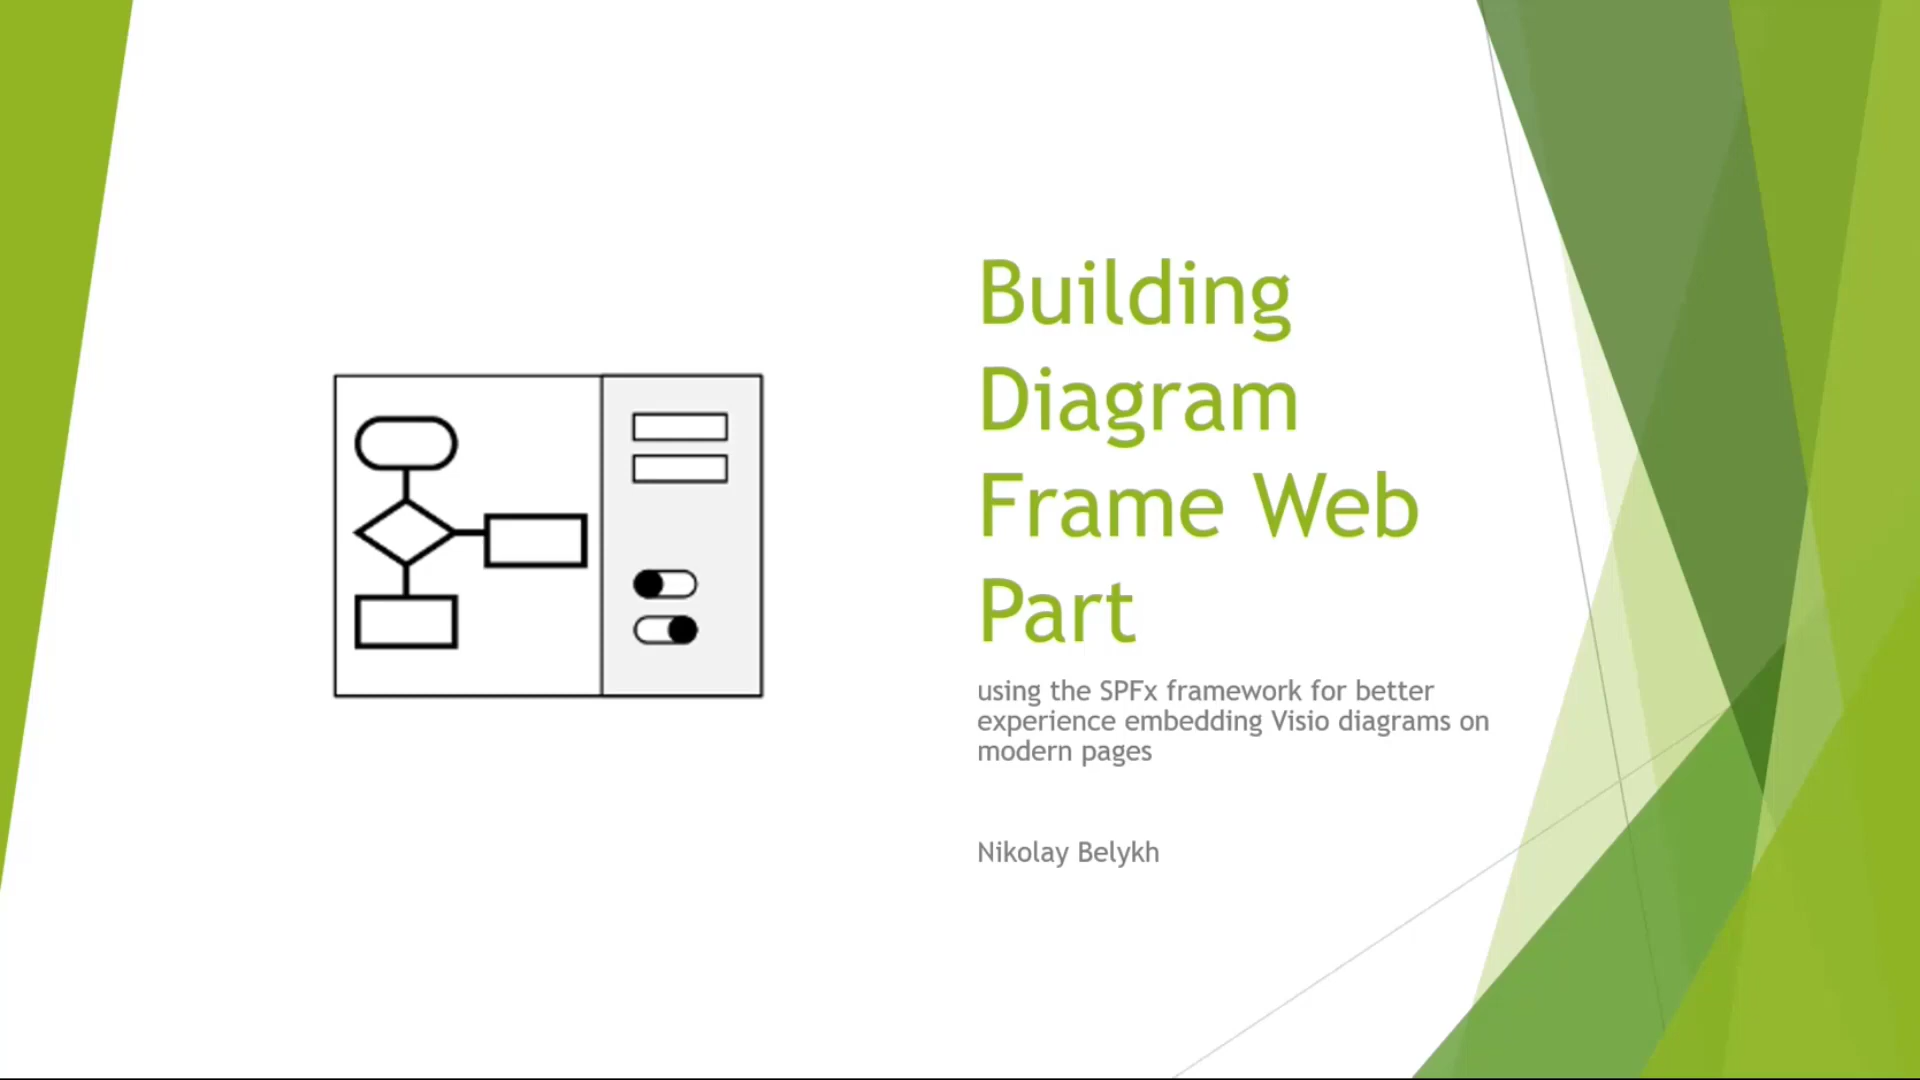 Building
Diagram
Frame Web
Part
using the SPFx framework for better
experience embedding Visio diagrams on
modern pages
Nikolay Belykh